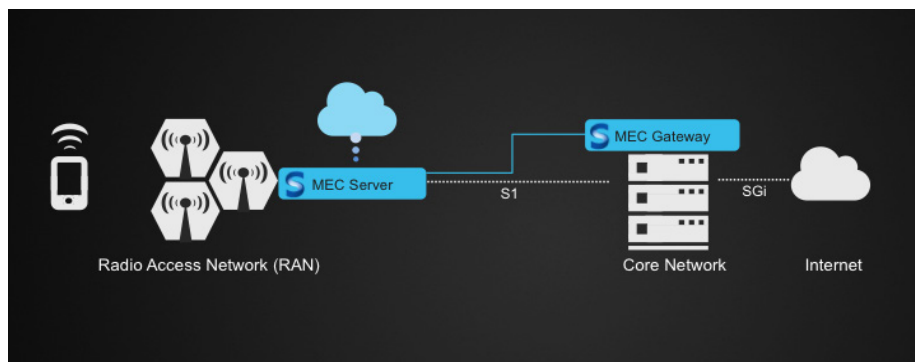 MEC Gateway
MEC Server
S1
SGi
Radio Access Network (RAN)
Core Network
Internet